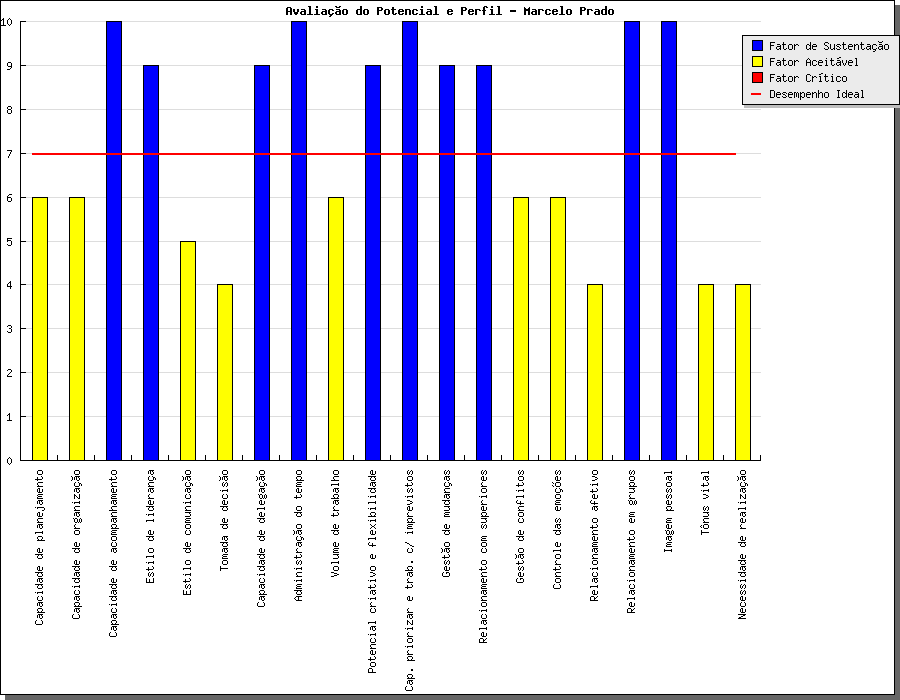 Avaliação do Potencial e Perfil - Marcelo Prado
Fator de Sustentação
Fator Aceitável
Fator Crítico
Desempenho Ideal
10
9
8
7
6
5
4
3
2
1
0
Capacidade de planejamento
Capacidade de organização
Capacidade de acompanhamento
Estilo de liderança
Estilo de comunicação
Tomada de decisão
Capacidade de delegação
Administração do tempo
Volume de trabalho
Potencial criativo e flexibilidade
Cap. priorizar e trab. c/ imprevistos
Gestão de mudanças
Relacionamento com superiores
Gestão de conflitos
Controle das emoções
Relacionamento afetivo
Relacionamento em grupos
Imagem pessoal
Tônus vital
Necessidade de realização